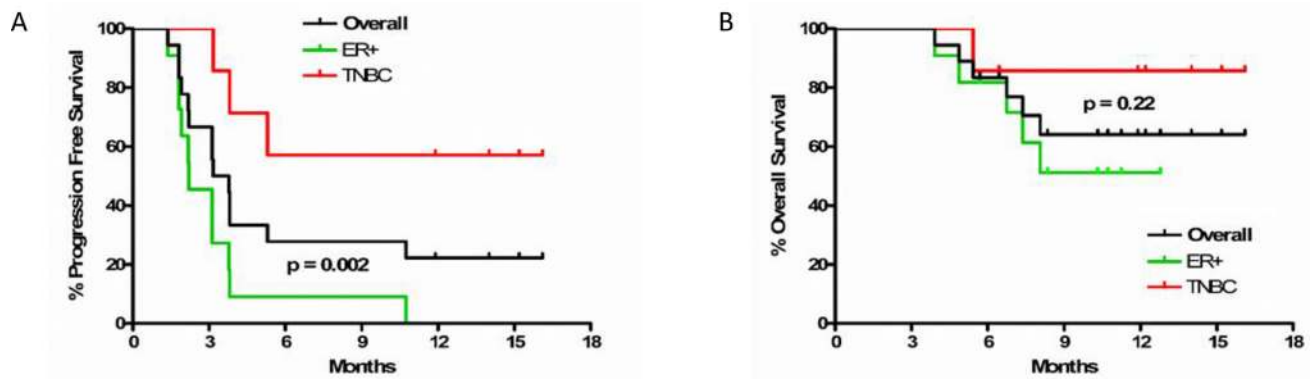 A
% Progression Free Survival
100
80
60
40
20
0
0 3 6 9 12 15 18
Months
Overall
ER+
TNBC
p = 0.002
B
% Overall Survival
100
80
60
40
20
0
0 3 6 9 12 15 18
Months
p = 0.22
Overall
ER+
TNBC